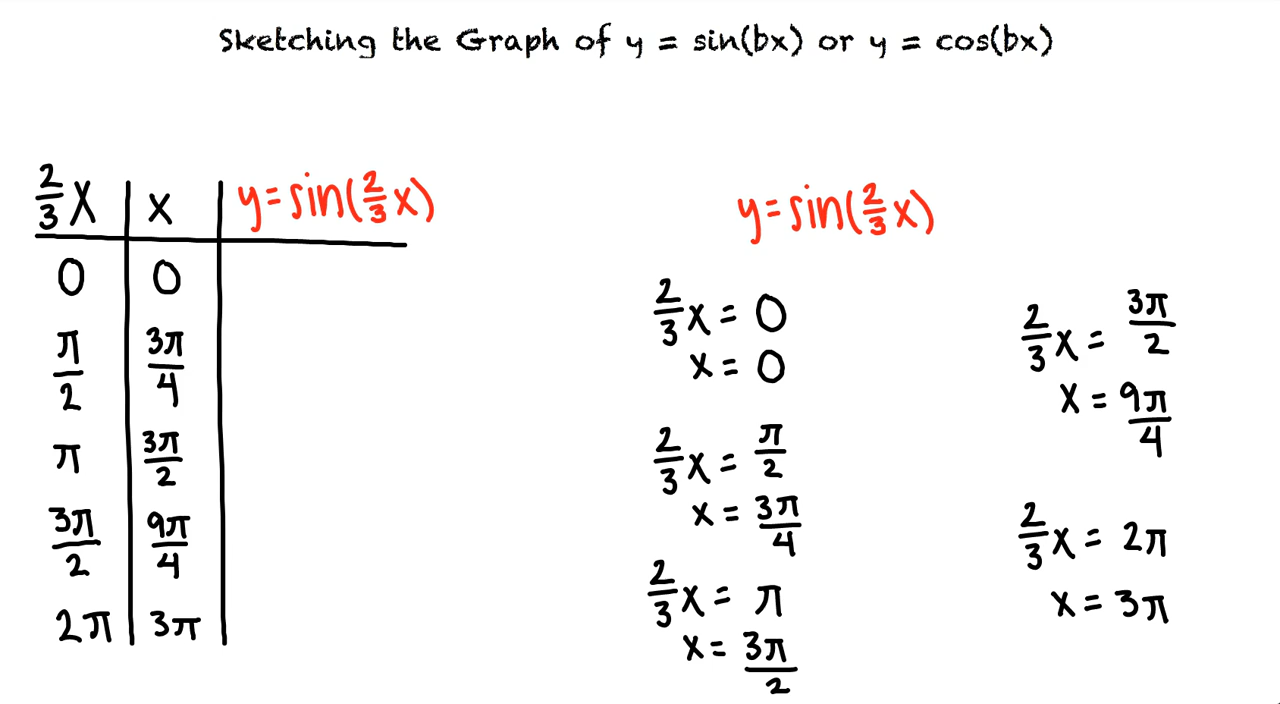 Sketching the Graph of y = sin(bx) or y = cos(bx)
2/3 x | x | y = sin(2/3 x)
0 | 0
π/2 | 3π/4
π | 3π/2
3π/2 | 9π/4
2π | 3π
y = sin(2/3 x)
2/3 x = 0
x = 0
2/3 x = π/2
x = 3π/4
2/3 x = π
x = 3π/2
2/3 x = 3π/2
x = 9π/4
2/3 x = 2π
x = 3π